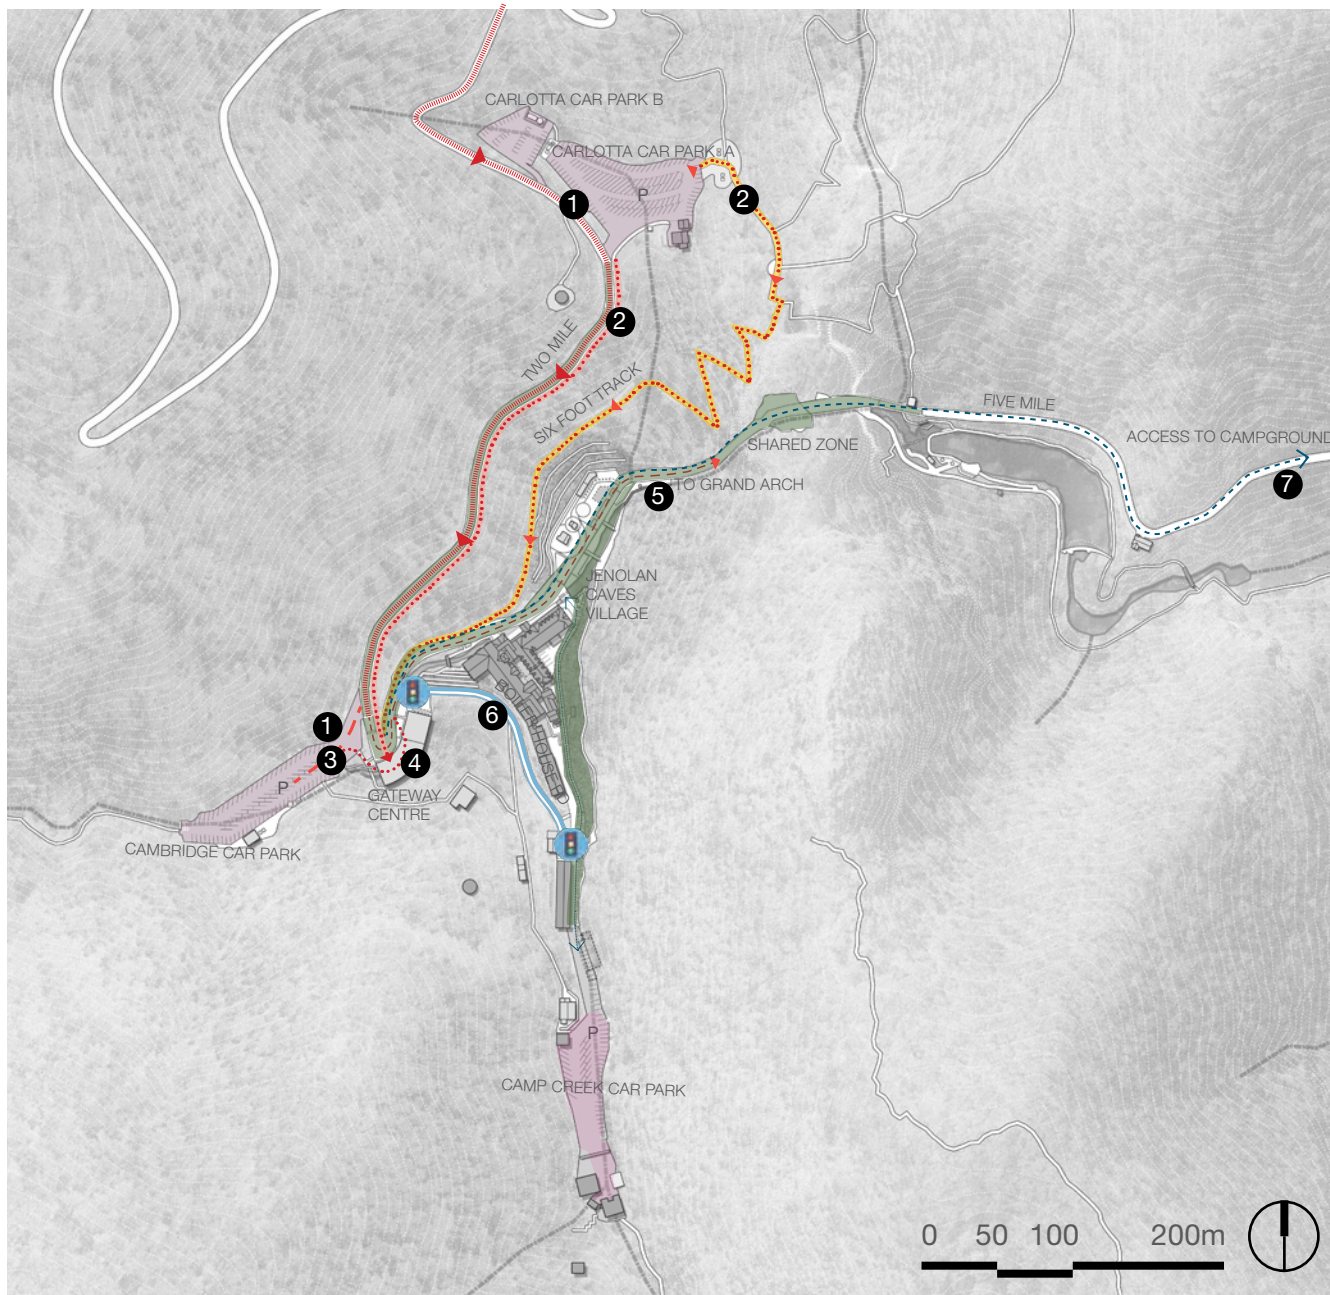 CARLOTTA CAR PARK B
CARLOTTA CAR PARK A
P
1
2
2
TWO MILE
SIX FOOT TRACK
FIVE MILE
SHARED ZONE
ACCESS TO CAMPGROUND
7
TO GRAND ARCH
5
JENOLAN
CAVES
VILLAGE
6
HOUSE
1
3
4
P
GATEWAY
CENTRE
CAMBRIDGE CAR PARK
P
CAMP CREEK CAR PARK
0 50 100 200m